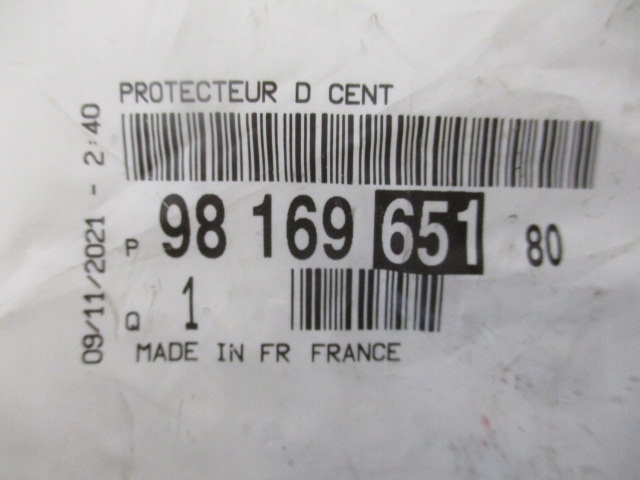 PROTECTEUR D CENT
P 98 169 651 80
Q 1
MADE IN FR FRANCE
09/11/2021 - 2:40